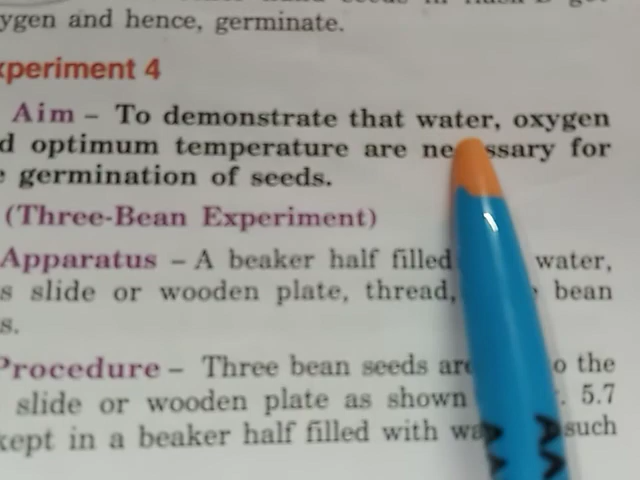 ygen and hence, germinate.
xperiment 4
Aim – To demonstrate that water, oxygen
d optimum temperature are ne ssary for
e germination of seeds.
(Three-Bean Experiment)
Apparatus – A beaker half filled water,
s slide or wooden plate, thread, bean
s.
Procedure – Three bean seeds are o the
slide or wooden plate as shown . 5.7
kept in a beaker half filled with wa such